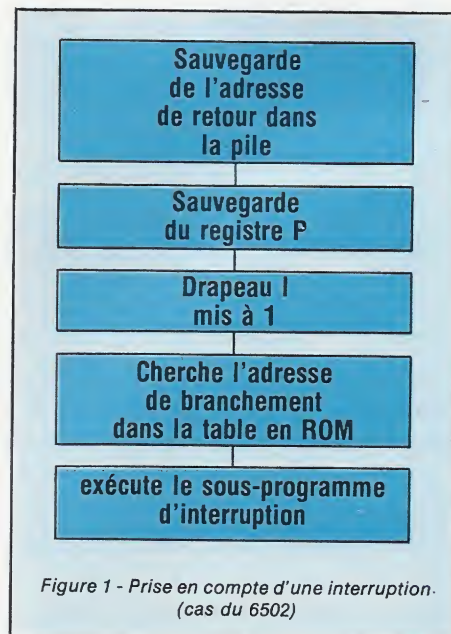 Sauvegarde
de l'adresse
de retour dans
la pile
Sauvegarde
du registre P
Drapeau I
mis à 1
Cherche l'adresse
de branchement
dans la table en ROM
exécute le sous-programme
d'interruption
Figure 1 - Prise en compte d'une interruption.
(cas du 6502)